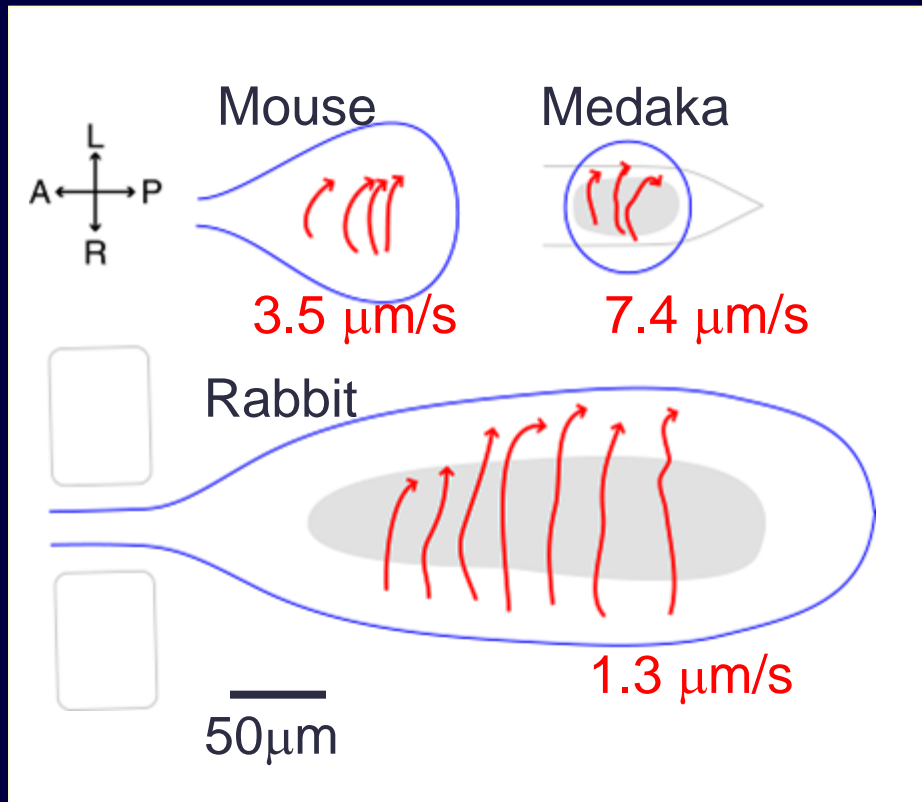 Mouse
Medaka
L
A
P
R
3.5 μm/s
7.4 μm/s
Rabbit
1.3 μm/s
50μm